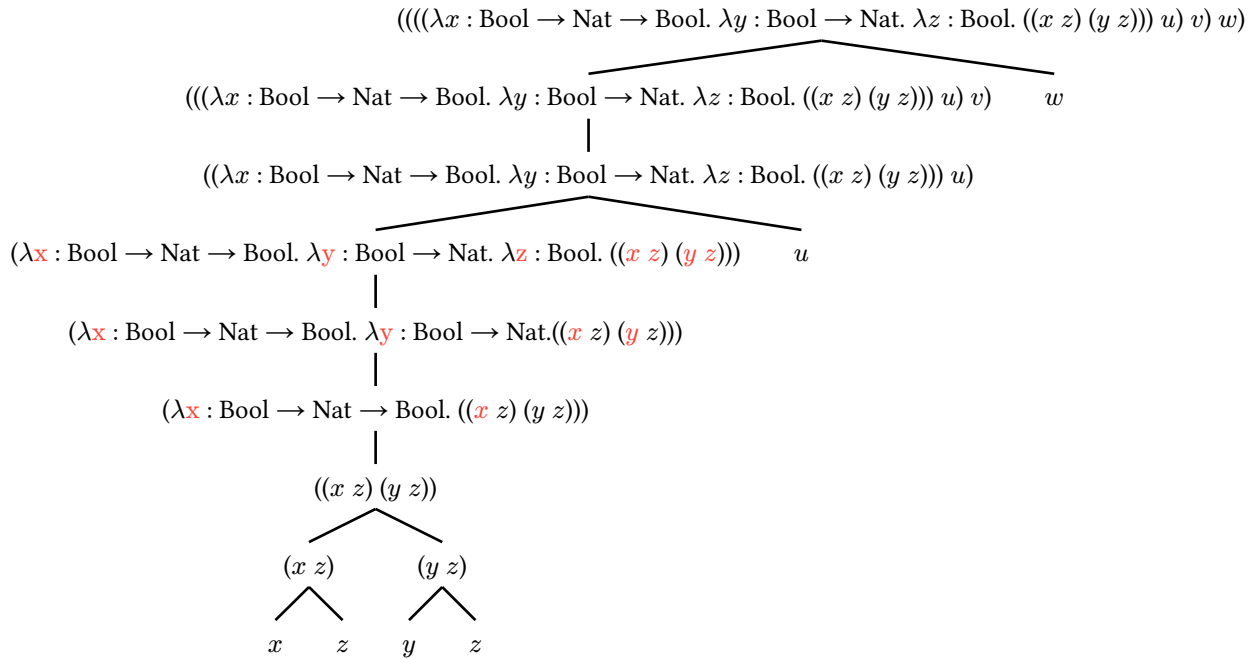 ((((λx : Bool → Nat → Bool. λy : Bool → Nat. λz : Bool. ((x z) (y z))) u) v) w)
(((λx : Bool → Nat → Bool. λy : Bool → Nat. λz : Bool. ((x z) (y z))) u) v) w
((λx : Bool → Nat → Bool. λy : Bool → Nat. λz : Bool. ((x z) (y z))) u)
(λx : Bool → Nat → Bool. λy : Bool → Nat. λz : Bool. ((x z) (y z))) u
(λx : Bool → Nat → Bool. λy : Bool → Nat.((x z) (y z)))
(λx : Bool → Nat → Bool. ((x z) (y z)))
((x z) (y z))
(x z) (y z)
x z y z